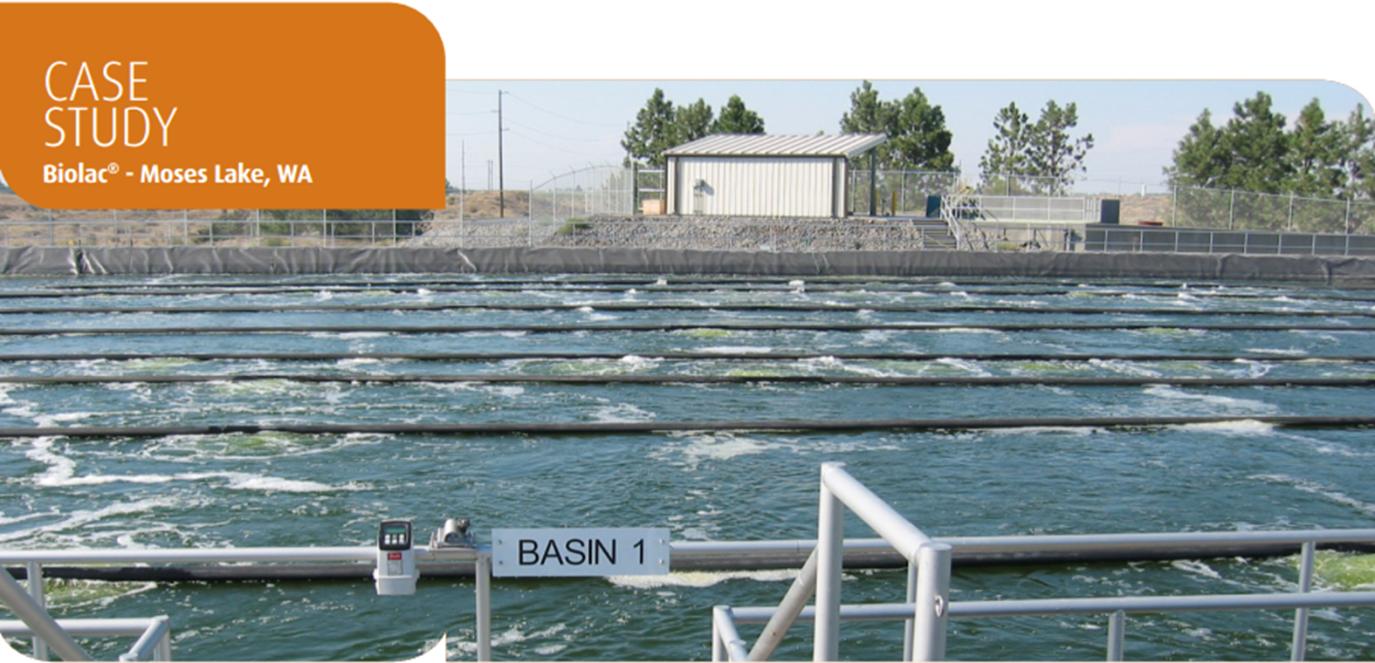 CASE
STUDY
Biolac® - Moses Lake, WA
BASIN 1